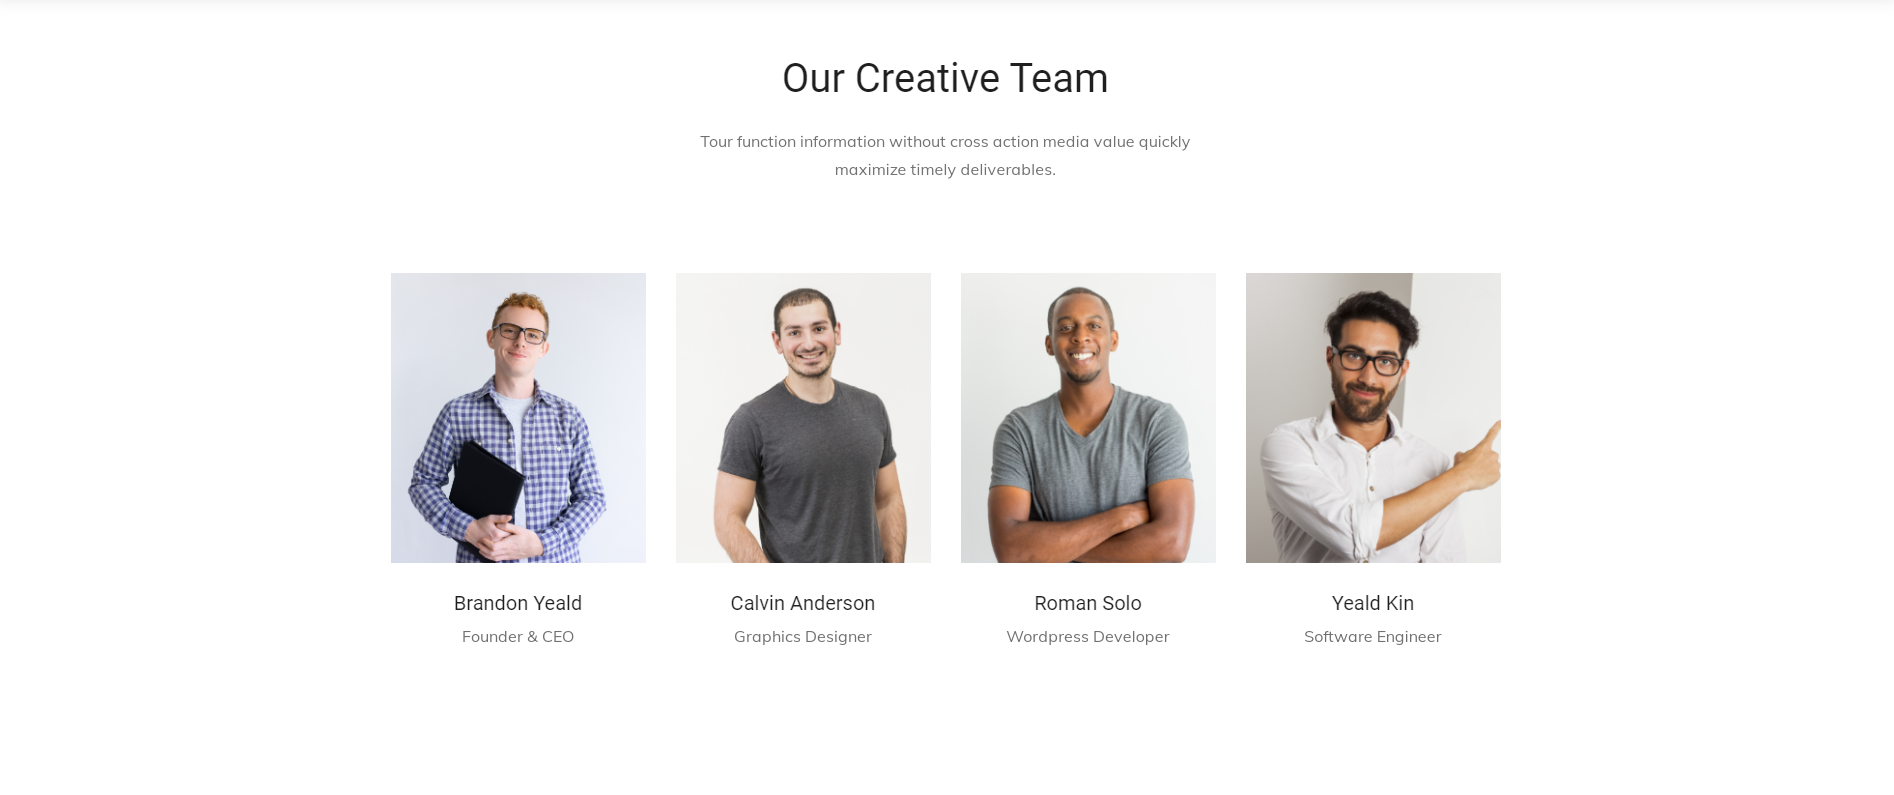 Our Creative Team
Tour function information without cross action media value quickly
maximize timely deliverables.
Brandon Yeald
Founder & CEO
Calvin Anderson
Graphics Designer
Roman Solo
Wordpress Developer
Yeald Kin
Software Engineer